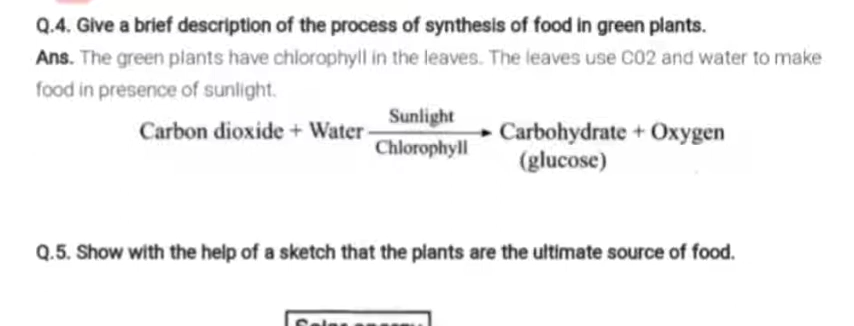 Q.4. Give a brief description of the process of synthesis of food in green plants.
Ans. The green plants have chlorophyll in the leaves. The leaves use C02 and water to make
food in presence of sunlight.
Sunlight
Carbon dioxide + Water → Carbohydrate + Oxygen
Chlorophyll
(glucose)
Q.5. Show with the help of a sketch that the plants are the ultimate source of food.